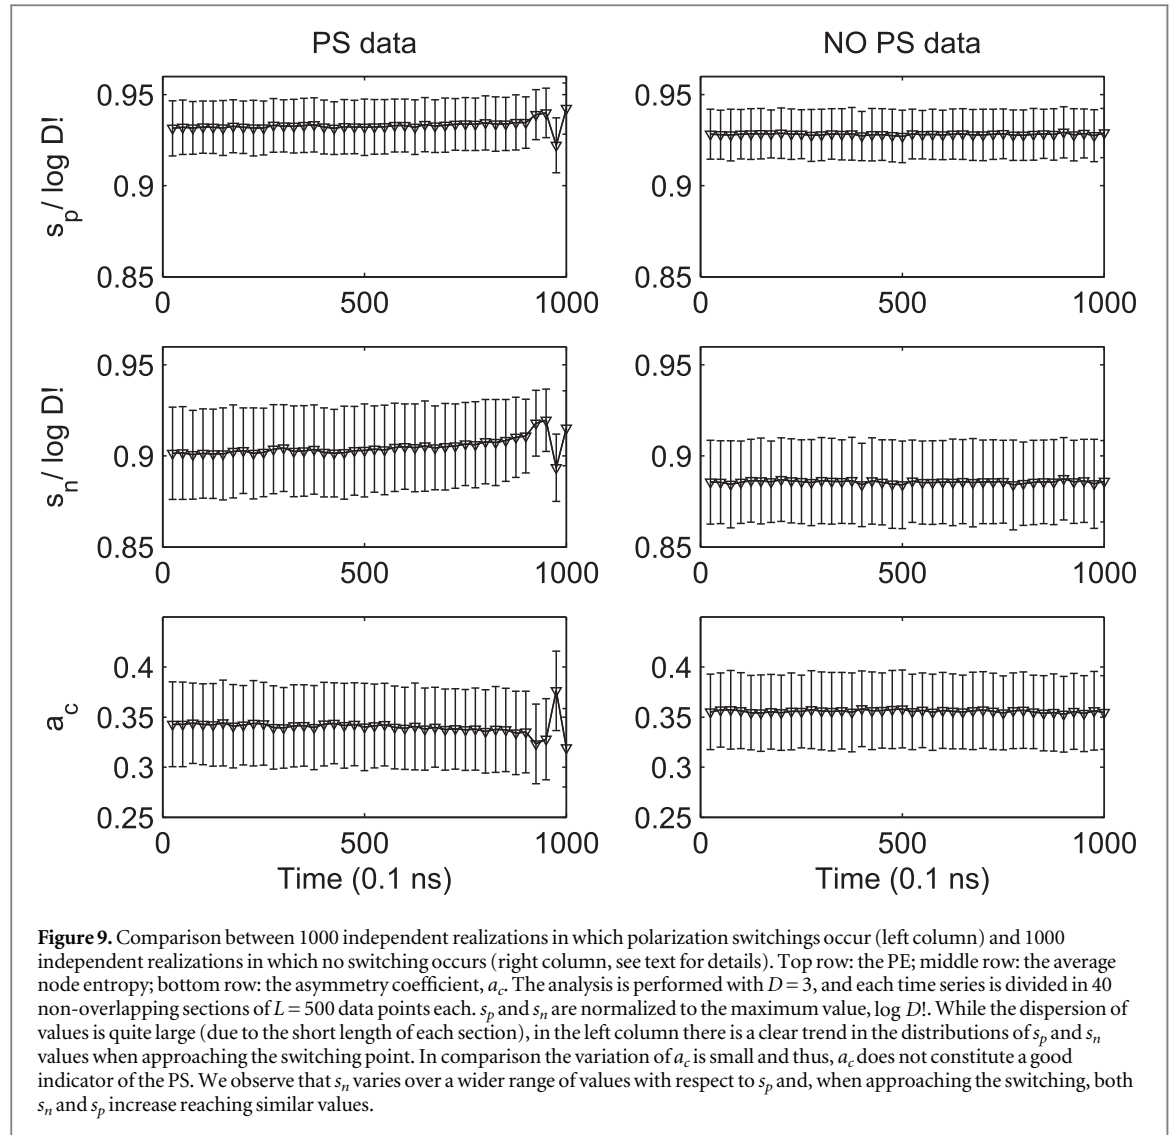 PS data
NO PS data
0.95
0.9
0.85
s_p / log D!
0
500
1000
0.95
0.9
0.85
0
500
1000
0.95
0.9
0.85
s_n / log D!
0
500
1000
0.95
0.9
0.85
0
500
1000
0.4
0.35
0.3
0.25
a_c
0
500
1000
Time (0.1 ns)
0.4
0.35
0.3
0.25
0
500
1000
Time (0.1 ns)
Figure 9. Comparison between 1000 independent realizations in which polarization switchings occur (left column) and 1000
independent realizations in which no switching occurs (right column, see text for details). Top row: the PE; middle row: the average
node entropy; bottom row: the asymmetry coefficient, a_c. The analysis is performed with D = 3, and each time series is divided in 40
non-overlapping sections of L = 500 data points each. s_p and s_n are normalized to the maximum value, log D!. While the dispersion of
values is quite large (due to the short length of each section), in the left column there is a clear trend in the distributions of s_p and s_n
values when approaching the switching point. In comparison the variation of a_c is small and thus, a_c does not constitute a good
indicator of the PS. We observe that s_n varies over a wider range of values with respect to s_p and, when approaching the switching, both
s_n and s_p increase reaching similar values.